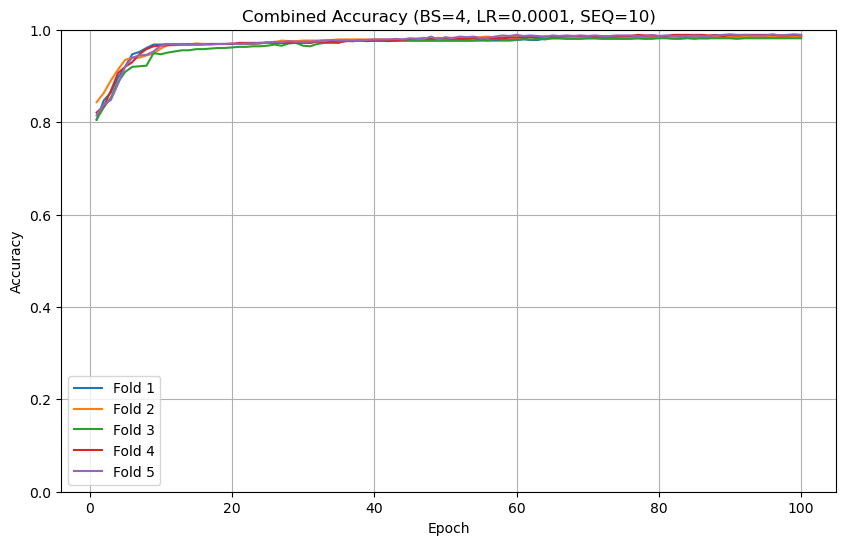 Combined Accuracy (BS=4, LR=0.0001, SEQ=10)
1.0
0.8
0.6
0.4
0.2
0.0
Accuracy
Fold 1
Fold 2
Fold 3
Fold 4
Fold 5
0 20 40 60 80 100
Epoch